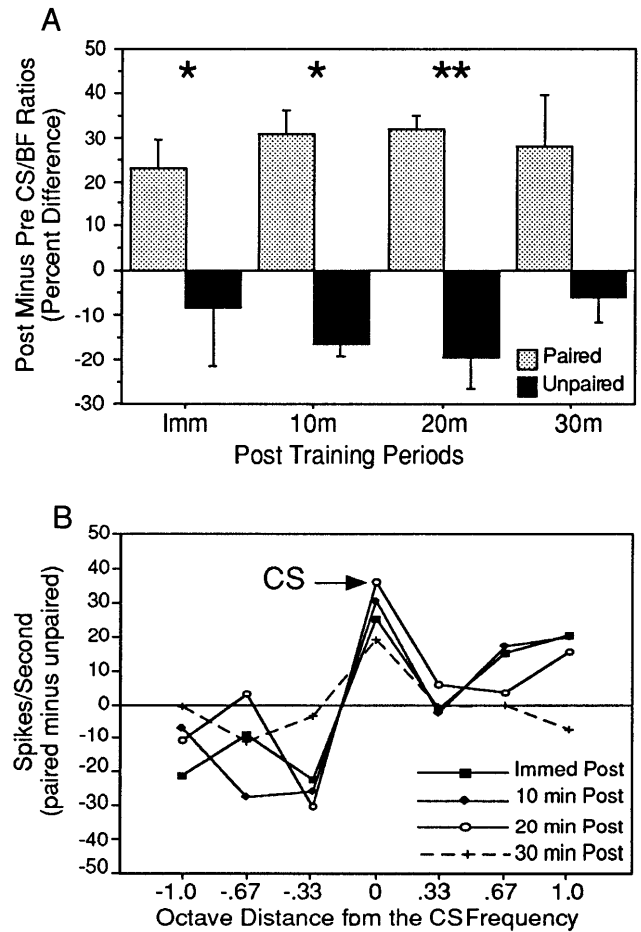 A
Post Minus Pre CS/BF Ratios
(Percent Difference)
50
40
30
20
10
0
-10
-20
-30
* * **
Paired
Unpaired
Imm 10m 20m 30m
Post Training Periods
B
Spikes/Second
(paired minus unpaired)
50
40
30
20
10
0
-10
-20
-30
-40
-50
CS
Immed Post
10 min Post
20 min Post
30 min Post
-1.0 -.67 -.33 0 .33 .67 1.0
Octave Distance fom the CSFrequency